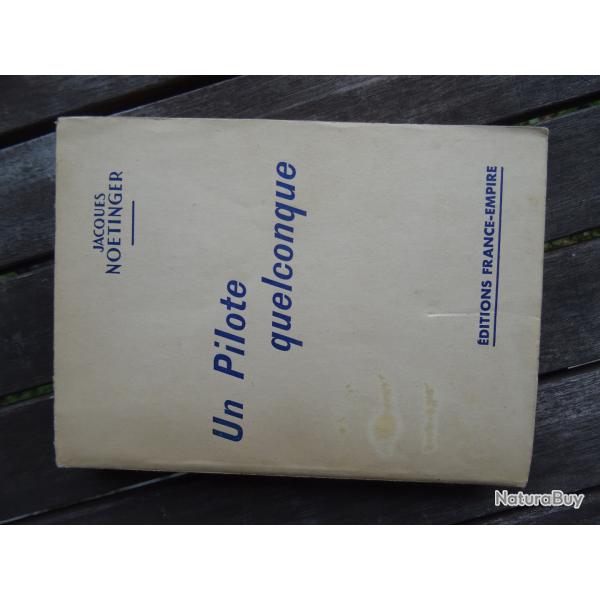 JACQUES
NOETINGER
Un Pilote
quelconque
ÉDITIONS FRANCE-EMPIRE
NaturaBuy